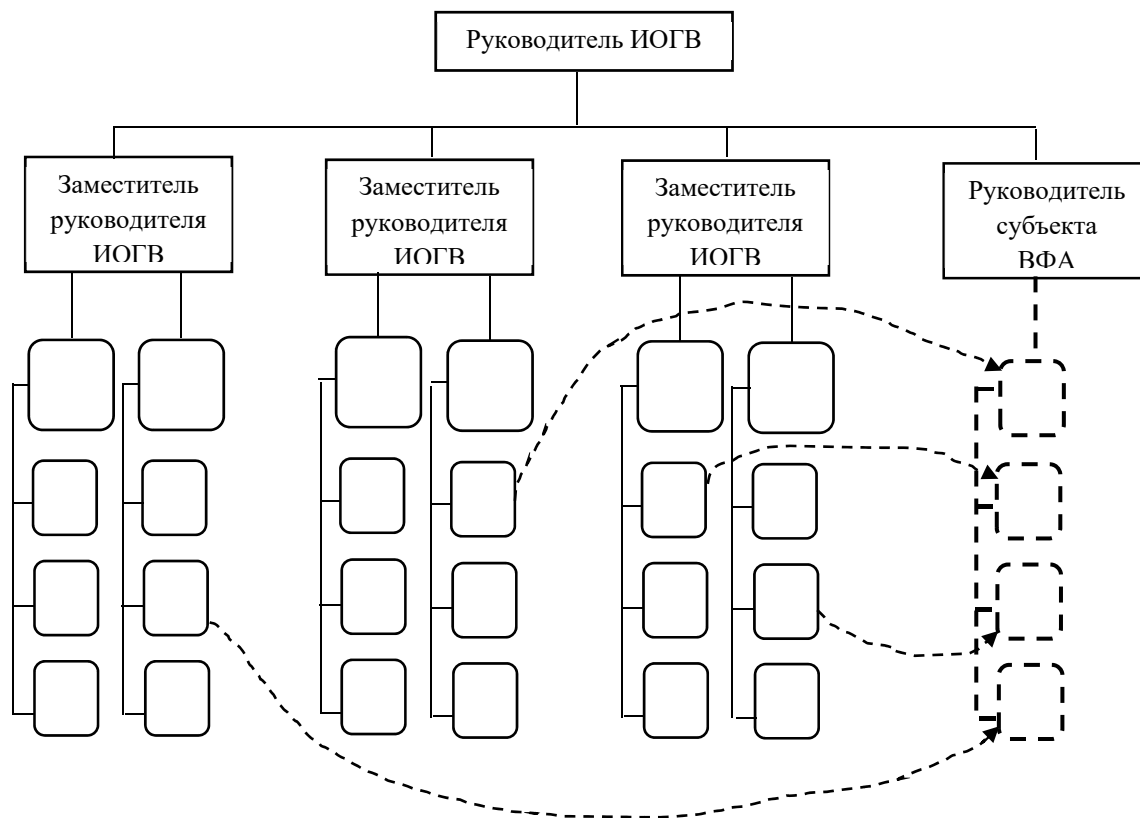 Руководитель ИОГВ
Заместитель
руководителя
ИОГВ
Заместитель
руководителя
ИОГВ
Заместитель
руководителя
ИОГВ
Руководитель
субъекта
ВФА